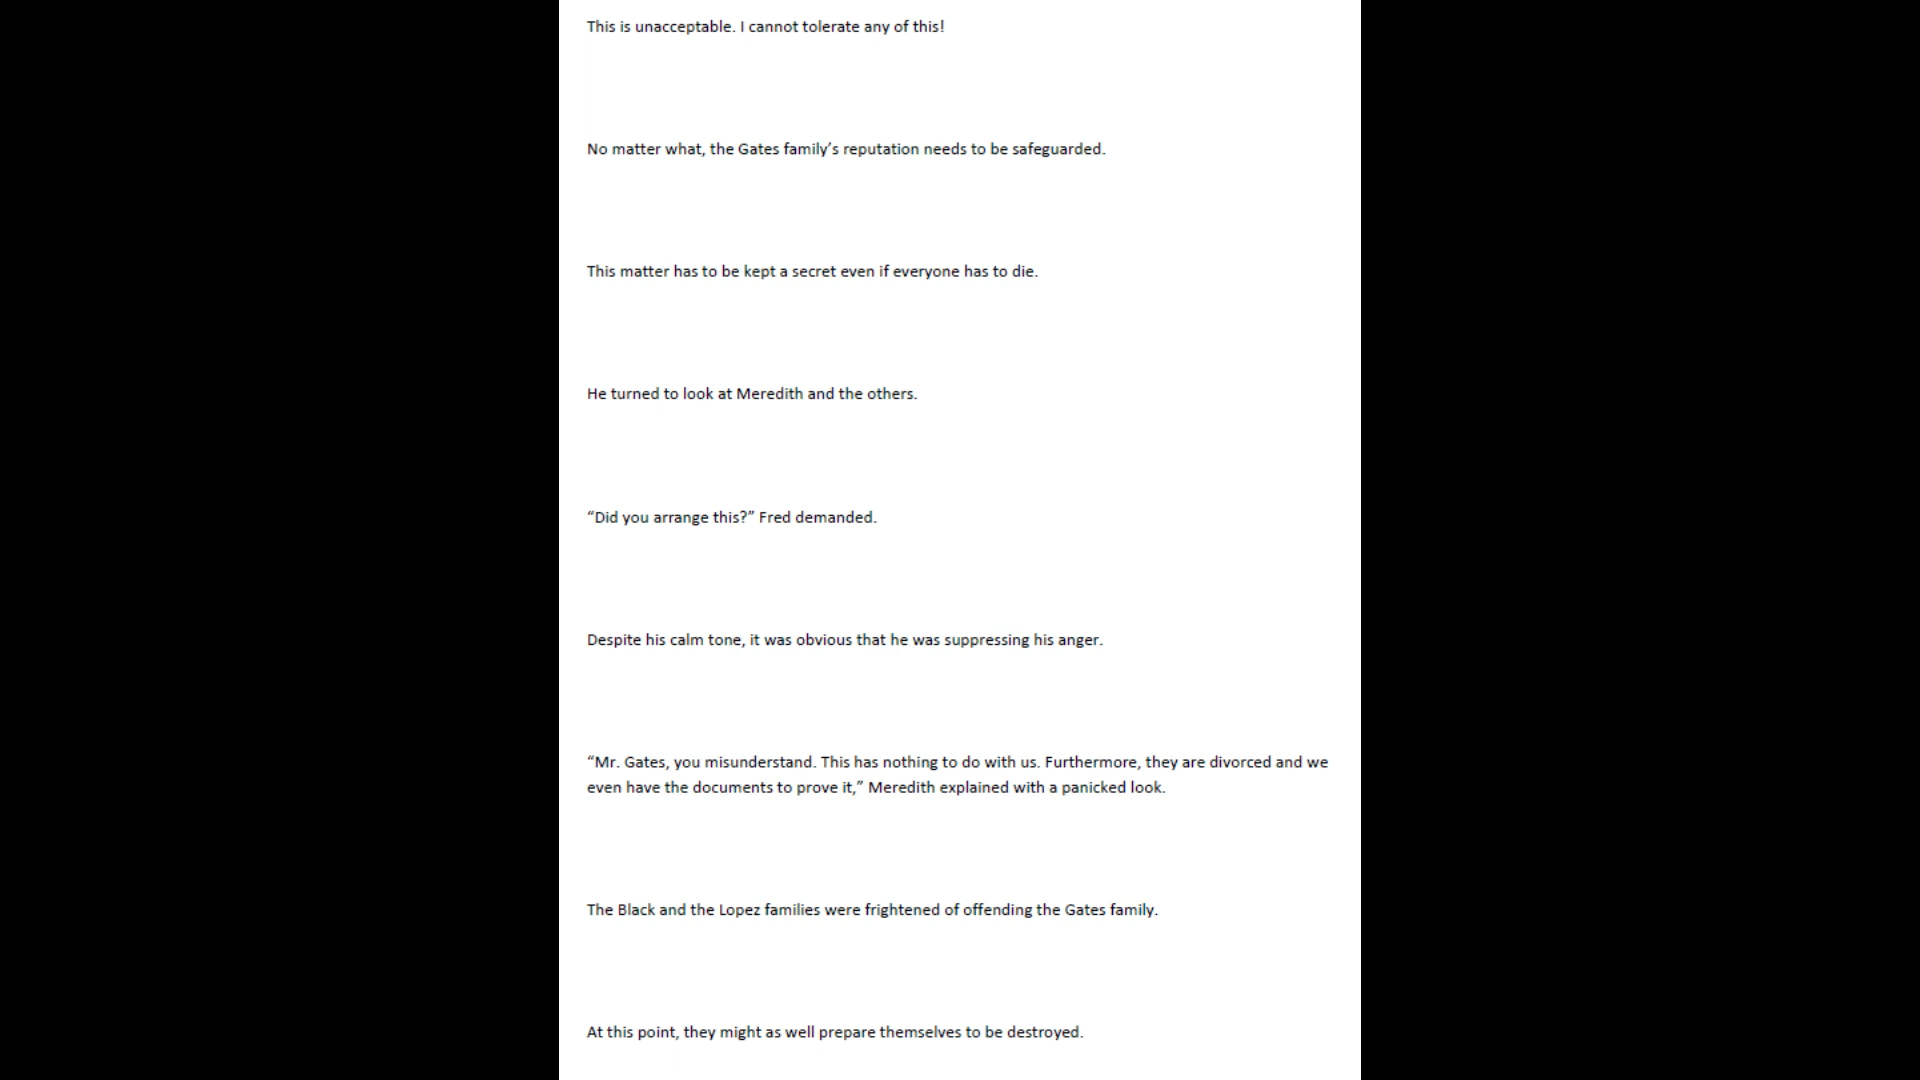 This is unacceptable. I cannot tolerate any of this!
No matter what, the Gates family’s reputation needs to be safeguarded.
This matter has to be kept a secret even if everyone has to die.
He turned to look at Meredith and the others.
“Did you arrange this?” Fred demanded.
Despite his calm tone, it was obvious that he was suppressing his anger.
“Mr. Gates, you misunderstand. This has nothing to do with us. Furthermore, they are divorced and we
even have the documents to prove it,” Meredith explained with a panicked look.
The Black and the Lopez families were frightened of offending the Gates family.
At this point, they might as well prepare themselves to be destroyed.